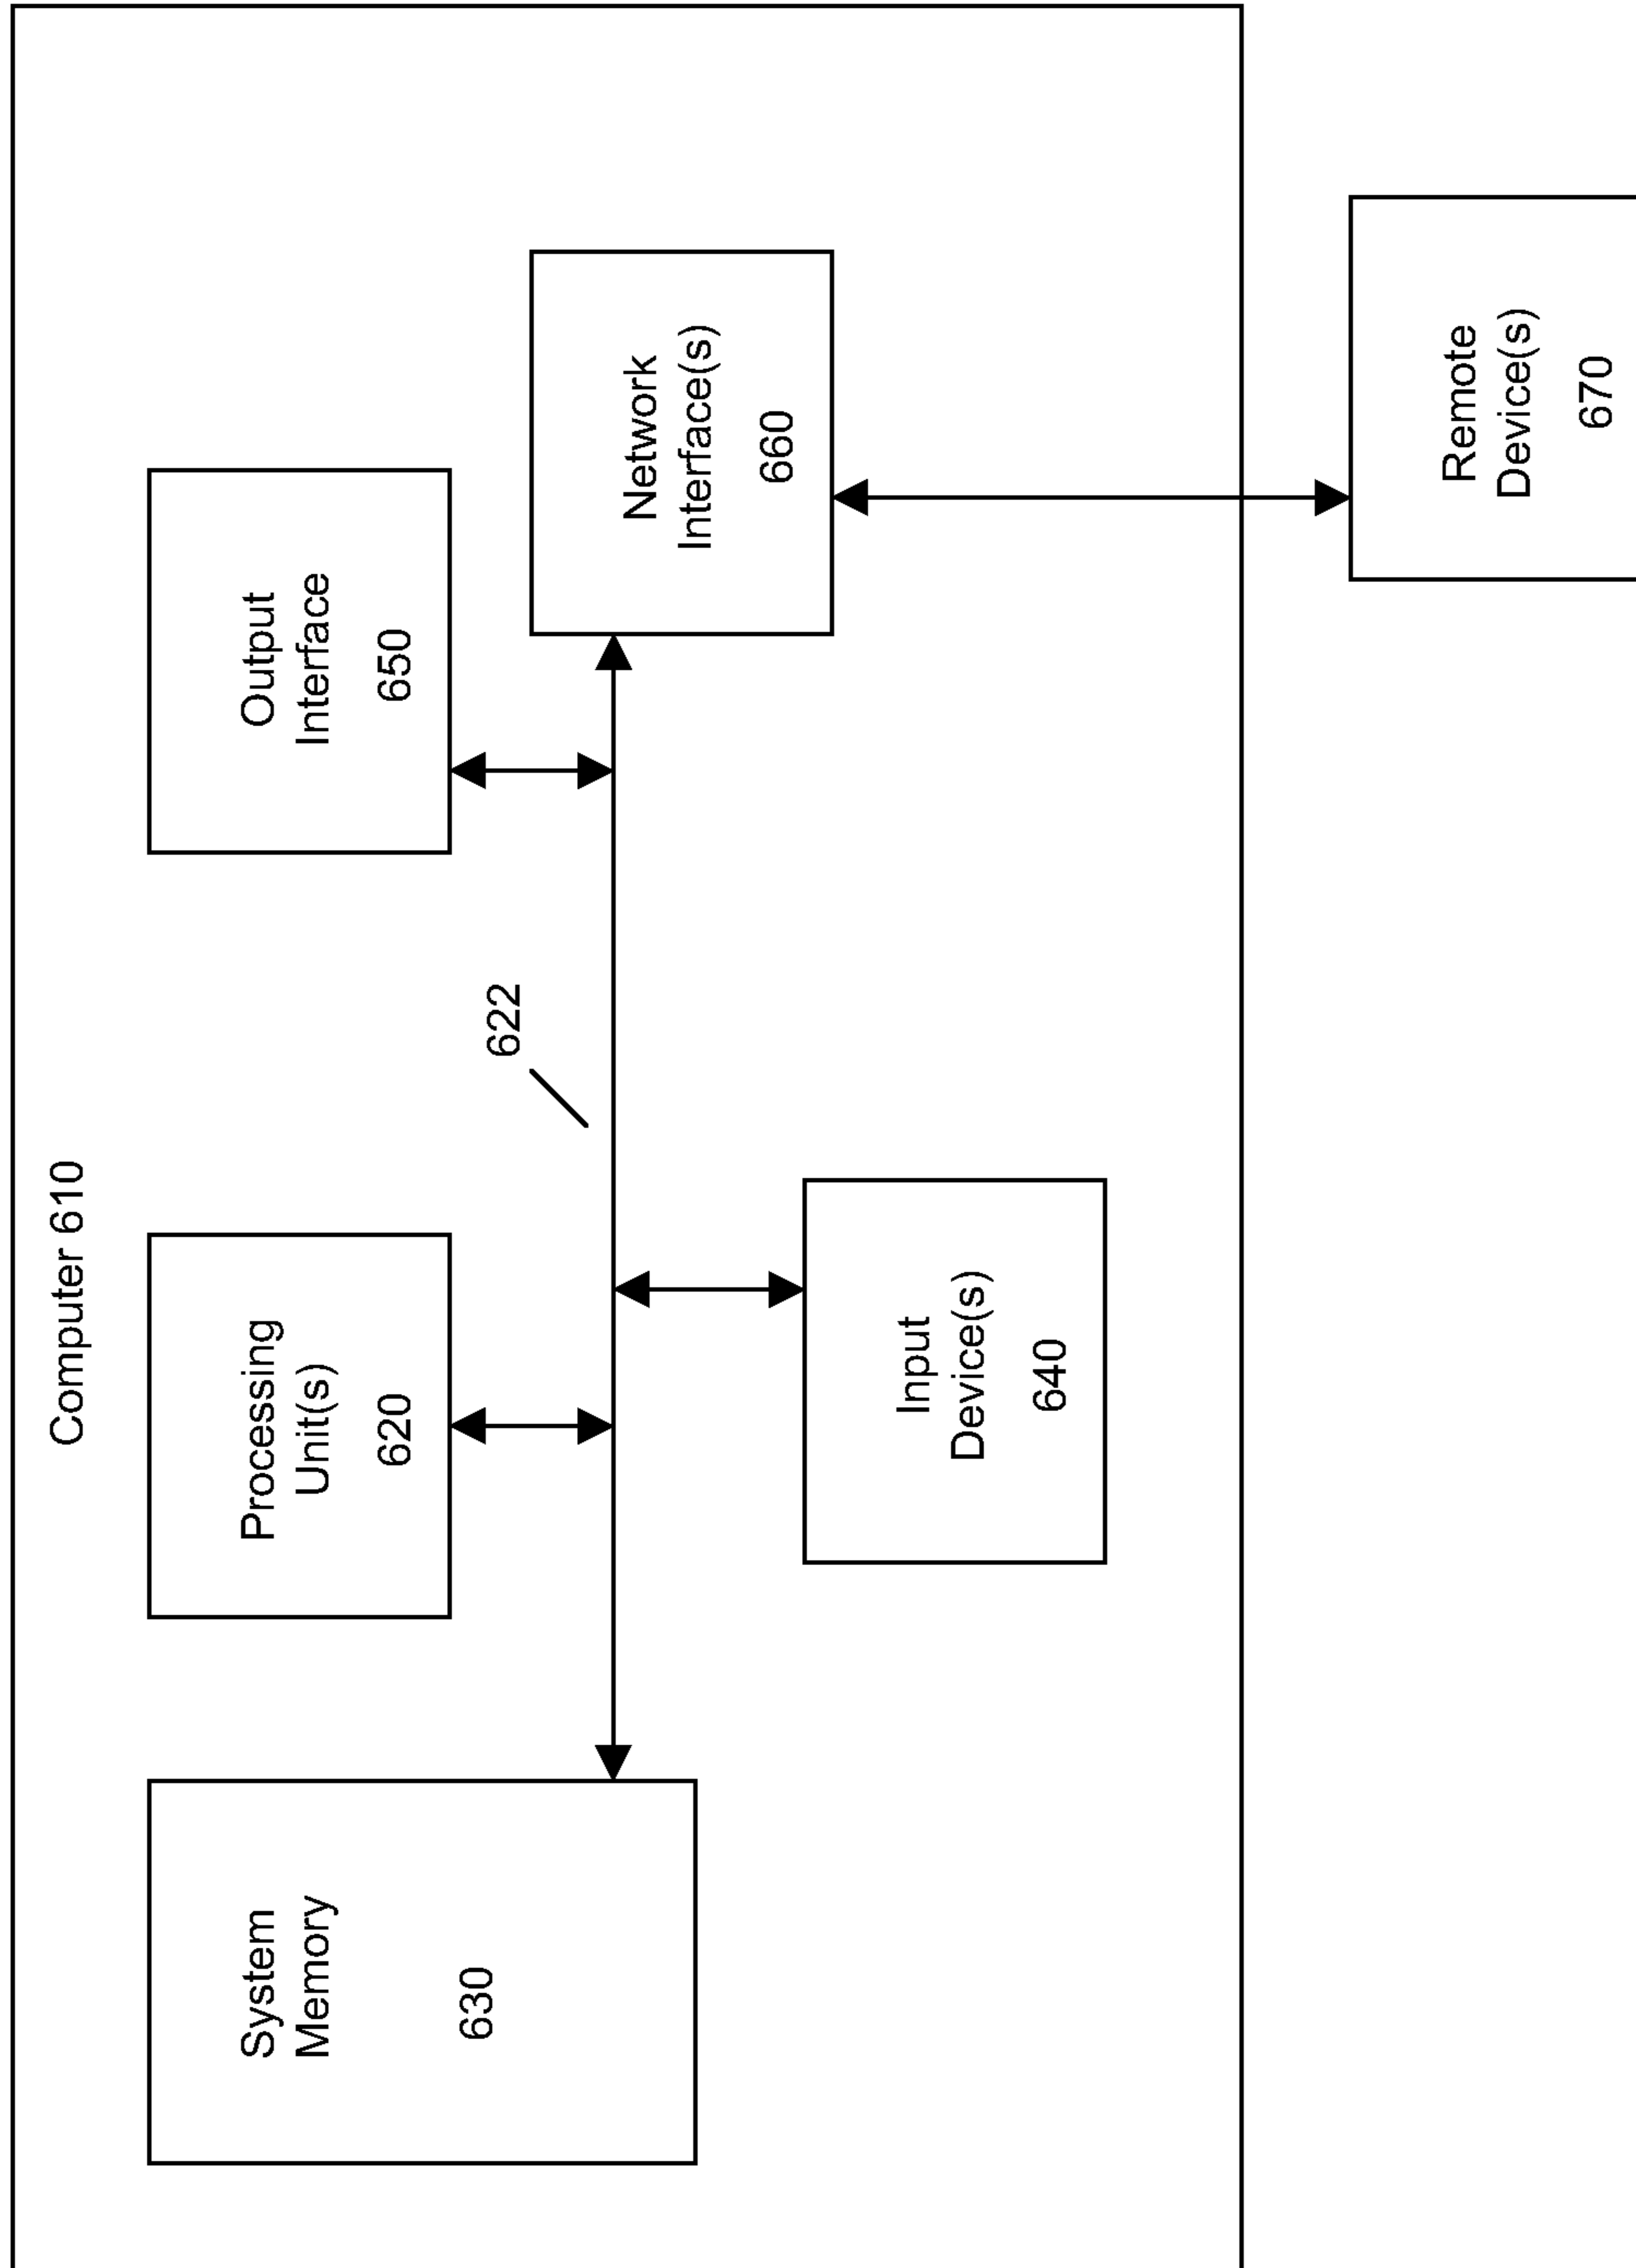 Computer 610
System
Memory
630
Processing
Unit(s)
620
Output
Interface
650
622
Network
Interface(s)
660
Input
Device(s)
640
Remote
Device(s)
670